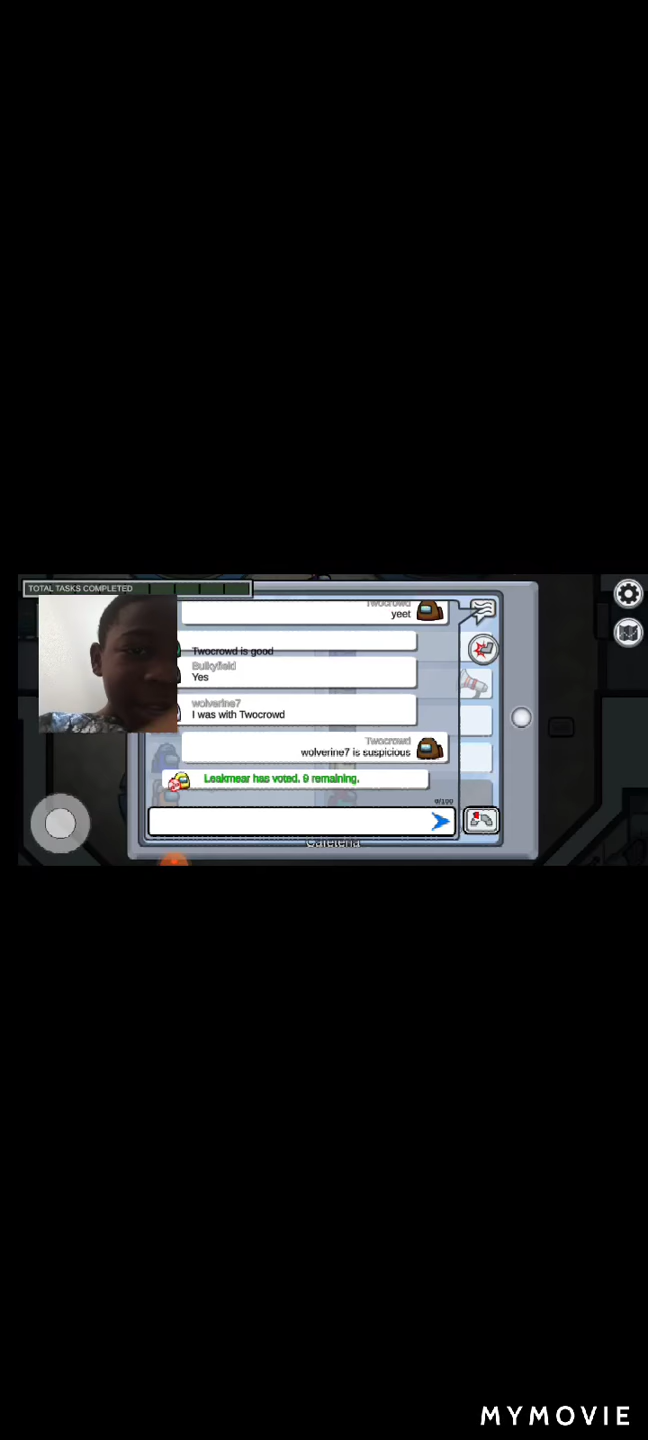 TOTAL TASKS COMPLETED
Twocrowd
yeet
Twocrowd is good
Bulkyfield
Yes
wolverine7
I was with Twocrowd
Twocrowd
wolverine7 is suspicious
Leakmear has voted. 9 remaining.
9/100
Cafeteria
MYMOVIE